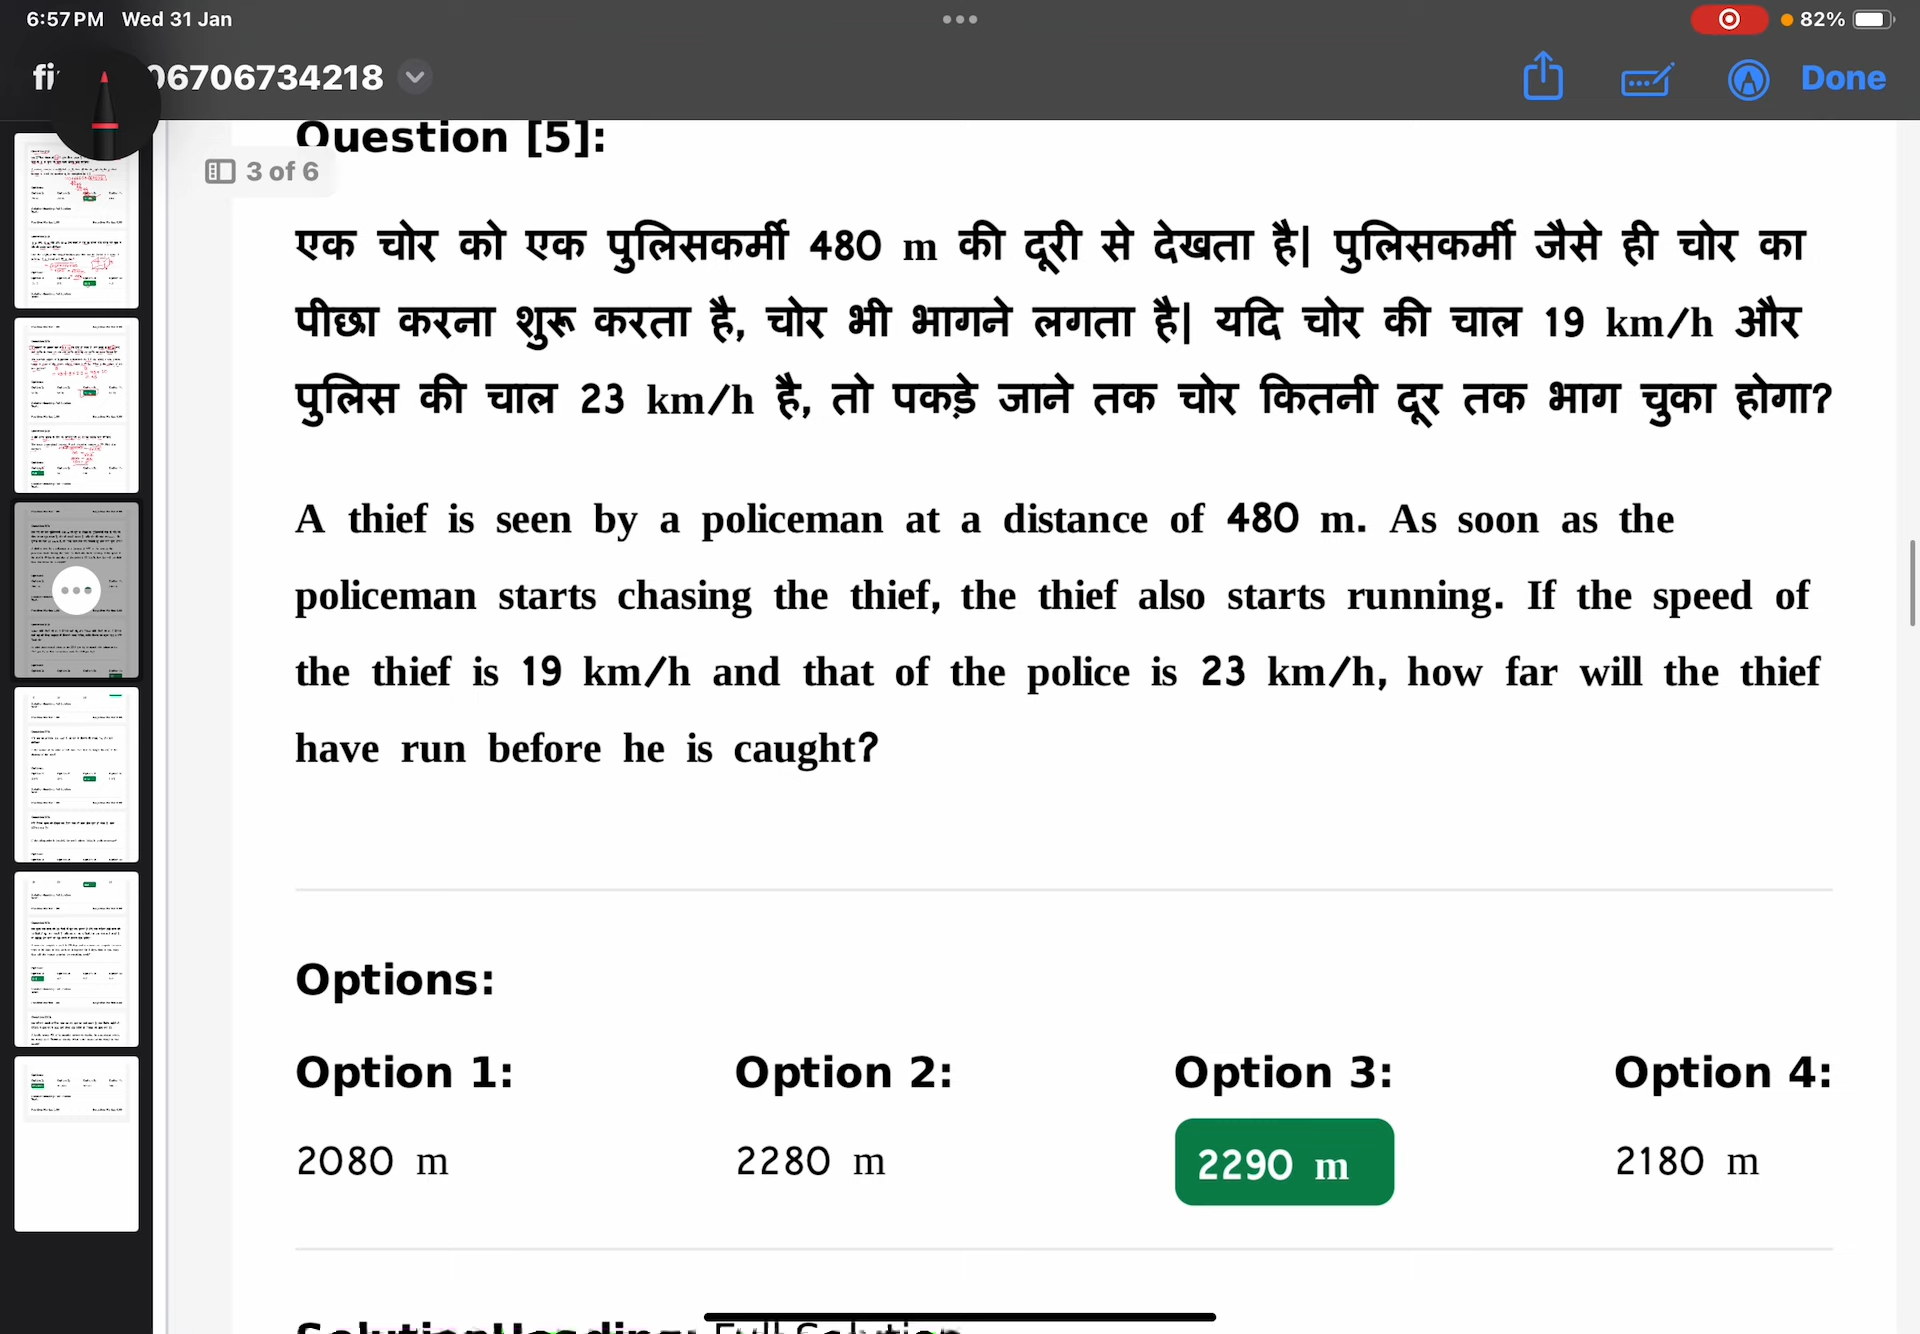 6:57 PM Wed 31 Jan
82%
06706734218
Done
Question [5]:
3 of 6
एक चोर को एक पुलिसकर्मी 480 m की दूरी से देखता है| पुलिसकर्मी जैसे ही चोर का
पीछा करना शुरू करता है, चोर भी भागने लगता है| यदि चोर की चाल 19 km/h और
पुलिस की चाल 23 km/h है, तो पकड़े जाने तक चोर कितनी दूर तक भाग चुका होगा?
A thief is seen by a policeman at a distance of 480 m. As soon as the
policeman starts chasing the thief, the thief also starts running. If the speed of
the thief is 19 km/h and that of the police is 23 km/h, how far will the thief
have run before he is caught?
Options:
Option 1: Option 2: Option 3: Option 4:
2080 m 2280 m 2290 m 2180 m
SolutionHeading: Full Solution